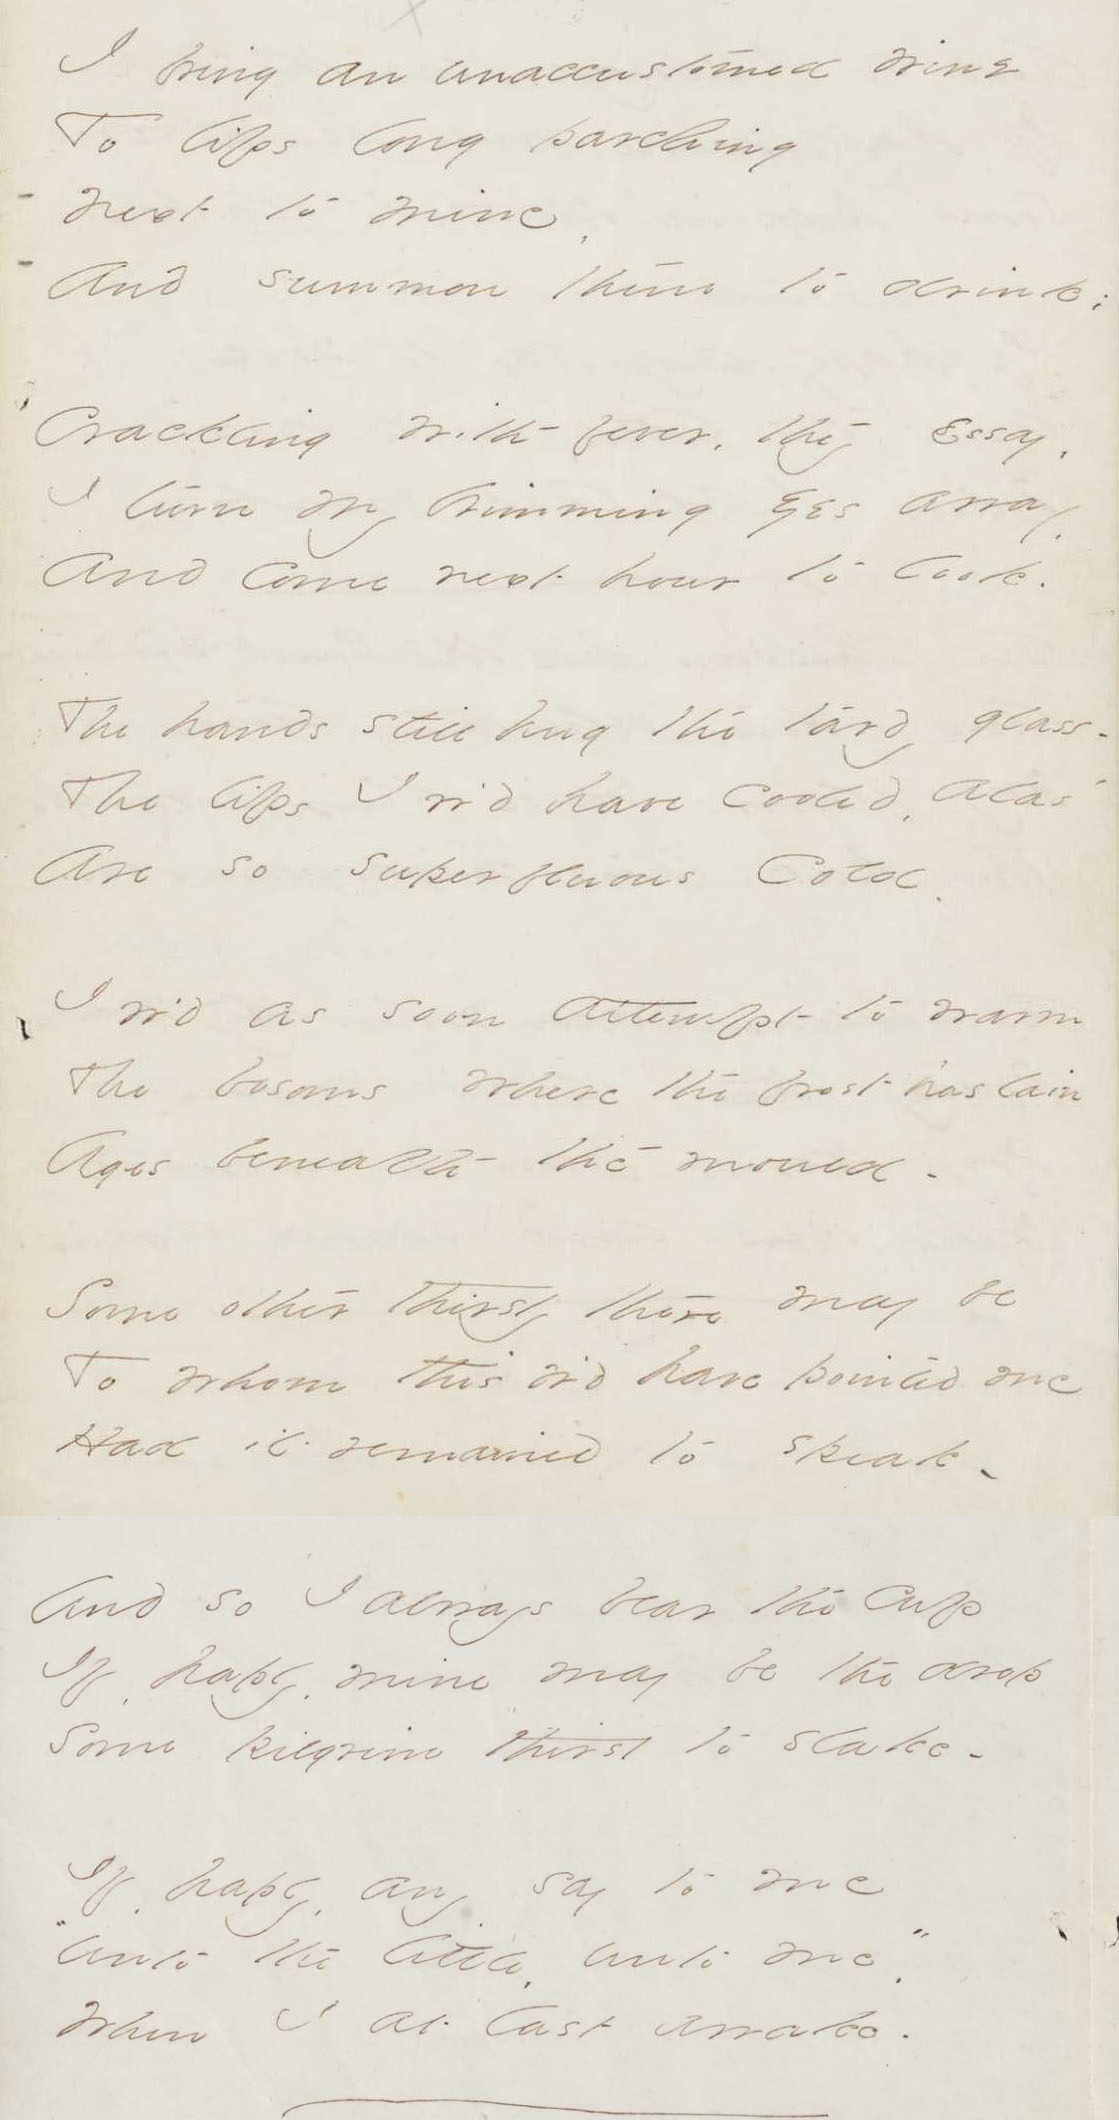 I bring an unaccustomed wine
To lips long parching
next to mine,
And summon them to drink;
Crackling with fever, they Essay,
I turn my brimming eyes away,
And come next hour to look.
The hands still hug the tardy glass -
The lips I w'd have cooled, alas -
Are so superfluous Cold.
I w'd as soon attempt to warm
The bosoms where the frost has lain
Ages beneath the mould -
Some other thirsty there may be
To whom this w'd have pointed me
Had it remained to speak -
And so I always bear the cup
If, haply, mine may be the drop
Some pilgrim thirst to slake -
If, haply, any say to me
"Unto the little, unto me,"
When I at last awake.